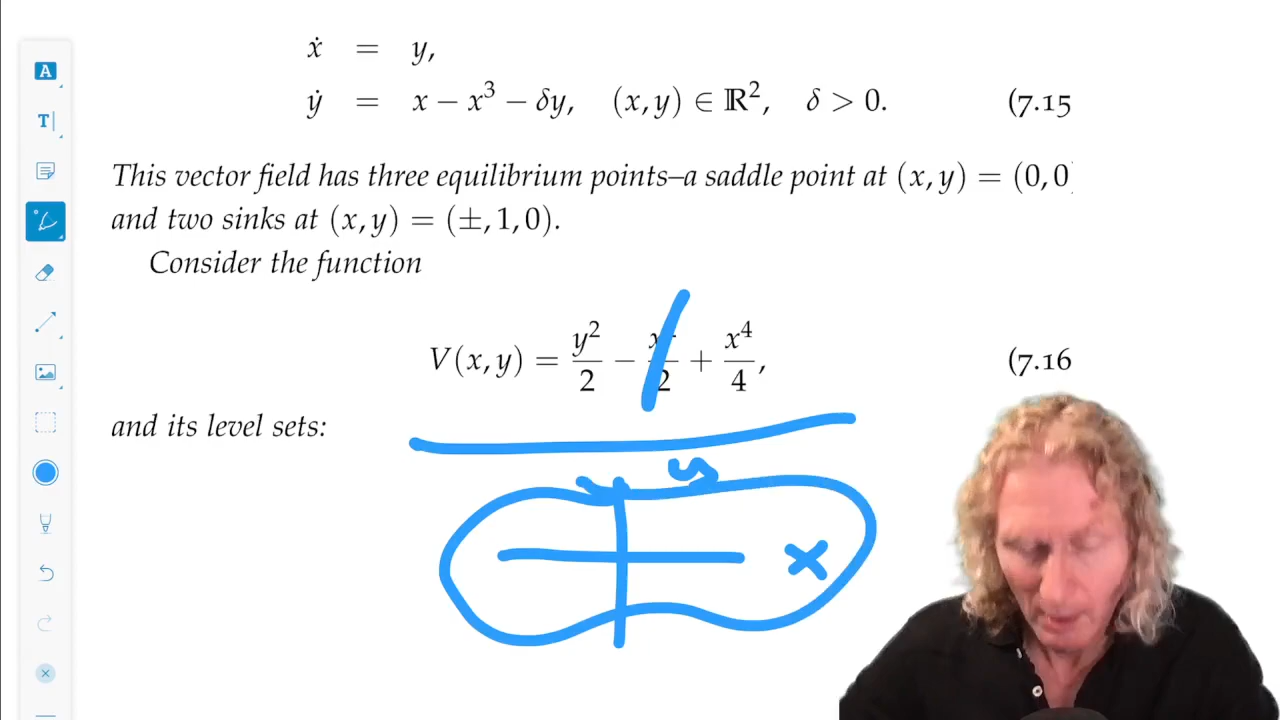 ẋ = y,
ẏ = x − x³ − δy, (x, y) ∈ ℝ², δ > 0. (7.15
This vector field has three equilibrium points–a saddle point at (x, y) = (0, 0
and two sinks at (x, y) = (±, 1, 0).
Consider the function
V(x, y) = y²/2 − x/2 + x⁴/4, (7.16
and its level sets:
y
x
A
T